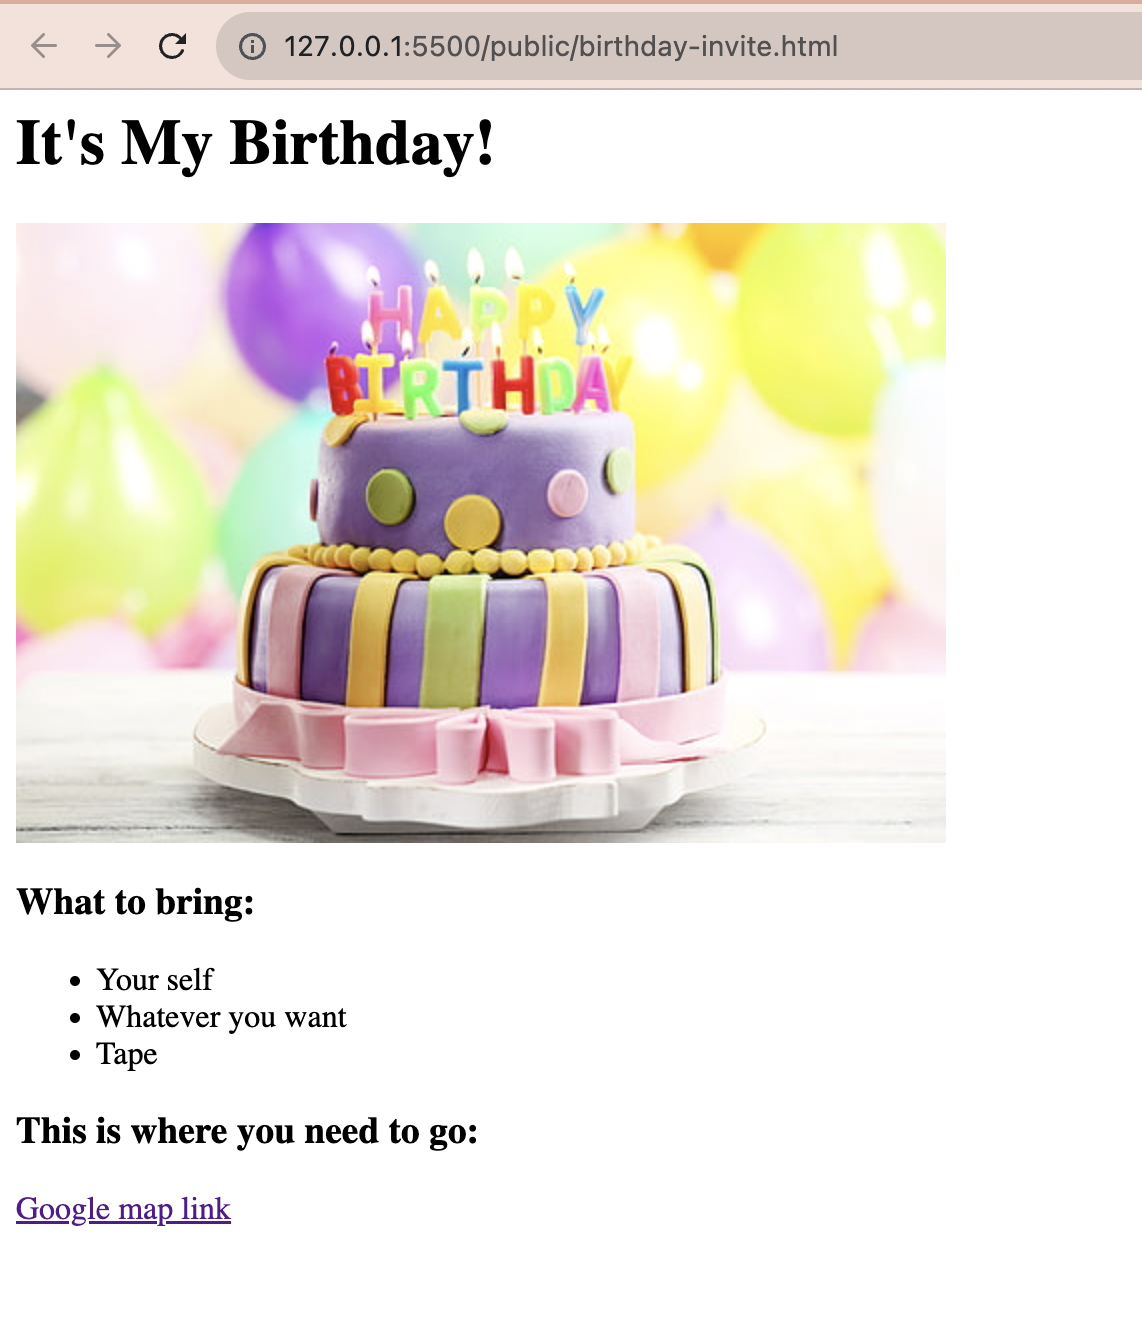 127.0.0.1:5500/public/birthday-invite.html
It's My Birthday!
HAPPY
BIRTHDAY
What to bring:
Your self
Whatever you want
Tape
This is where you need to go:
Google map link